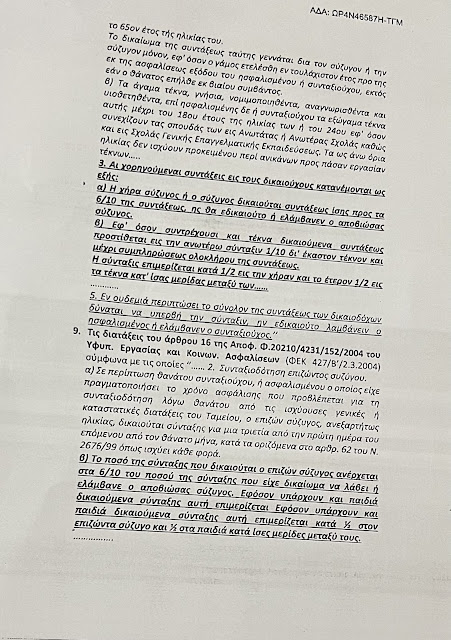 ΑΔΑ: ΩΡ4Ν46587Η-ΤΓΜ
το 65ον έτος τής ηλικίας του.
Το δικαίωμα της συντάξεως ταύτης γεννάται δια τον σύζυγον ή την
σύζυγον μόνον, εφ' όσον ο γάμος ετελέσθη εν τουλάχιστον έτος προ της
εκ της ασφαλίσεως εξόδου του ησφαλισμένου ή συνταξιούχου, εκτός
εάν ο θάνατος επήλθε εκ βιαίου συμβάντος.
β) Τα άγαμα τέκνα, γνήσια, νομιμοποιηθέντα, αναγνωρισθέντα και
υιοθετηθέντα, επί ησφαλισμένης δε ή συνταξιούχου τα εξώγαμα τέκνα
αυτής μέχρι του 18ου έτους της ηλικίας των ή του 24ου εφ' όσον
συνεχίζουν τας σπουδάς των εις Ανωτάτας ή Ανωτέρας Σχολάς καθώς
και εις Σχολάς Γενικής Επαγγελματικής Εκπαιδεύσεως. Τα ως άνω όρια
ηλικίας δεν ισχύουν προκειμένου περί ανικάνων προς πάσαν εργασίαν
τέκνων.....
3. Αι χορηγούμεναι συντάξεις εις τους δικαιούχους κατανέμονται ως
εξής:
α) Η χήρα σύζυγος ή ο σύζυγος δικαιούται συντάξεως ίσης προς τα
6/10 της συντάξεως, ης θα εδικαιούτο ή ελάμβανεν ο αποβιώσας
σύζυγος.
β) Εφ' όσον συντρέχουσι και τέκνα δικαιούμενα συντάξεως
προστίθεται εις την ανωτέρω σύνταξιν 1/10 δι' έκαστον τέκνον και
μέχρι συμπληρώσεως ολοκλήρου της συντάξεως.
Η σύνταξις επιμερίζεται κατά 1/2 εις την χήραν και το έτερον 1/2 εις
τα τέκνα κατ' ίσας μερίδας μεταξύ των......
.............
5. Εν ουδεμιά περιπτώσει το σύνολον της συντάξεως των δικαιοδόχων
δύναται να υπερβή την σύνταξιν, ην εδικαιούτο λαμβάνειν ο
ησφαλισμένος ή ελάμβανεν ο συνταξιούχος."
9. Τις διατάξεις του άρθρου 16 της Αποφ. Φ.20210/4231/152/2004 του
Υφυπ. Εργασίας και Κοινων. Ασφαλίσεων (ΦΕΚ 427/Β'/2.3.2004)
σύμφωνα με τις οποίες "...... 2. Συνταξιοδότηση επιζώντος συζύγου.
α) Σε περίπτωση θανάτου συνταξιούχου, ή ασφαλισμένου ο οποίος είχε
πραγματοποιήσει το χρόνο ασφάλισης που προβλέπεται για τη
συνταξιοδότηση λόγω θανάτου από τις ισχύουσες γενικές ή
καταστατικές διατάξεις του Ταμείου, ο επιζών σύζυγος, ανεξαρτήτως
ηλικίας, δικαιούται σύνταξης για μια τριετία από την πρώτη ημέρα του
επόμενου από τον θάνατο μήνα, κατά τα οριζόμενα στο αρθρ. 62 του Ν.
2676/99 όπως ισχύει κάθε φορά.
β) Το ποσό της σύνταξης που δικαιούται ο επιζών σύζυγος ανέρχεται
στα 6/10 του ποσού της σύνταξης που είχε δικαίωμα να λάβει ή
ελάμβανε ο αποβιώσας σύζυγος. Εφόσον υπάρχουν και παιδιά
δικαιούμενα σύνταξης αυτή επιμερίζεται Εφόσον υπάρχουν και
παιδιά δικαιούμενα σύνταξης αυτή επιμερίζεται κατά ½ στον
επιζώντα σύζυγο και ½ στα παιδιά κατά ίσες μερίδες μεταξύ τους.
................